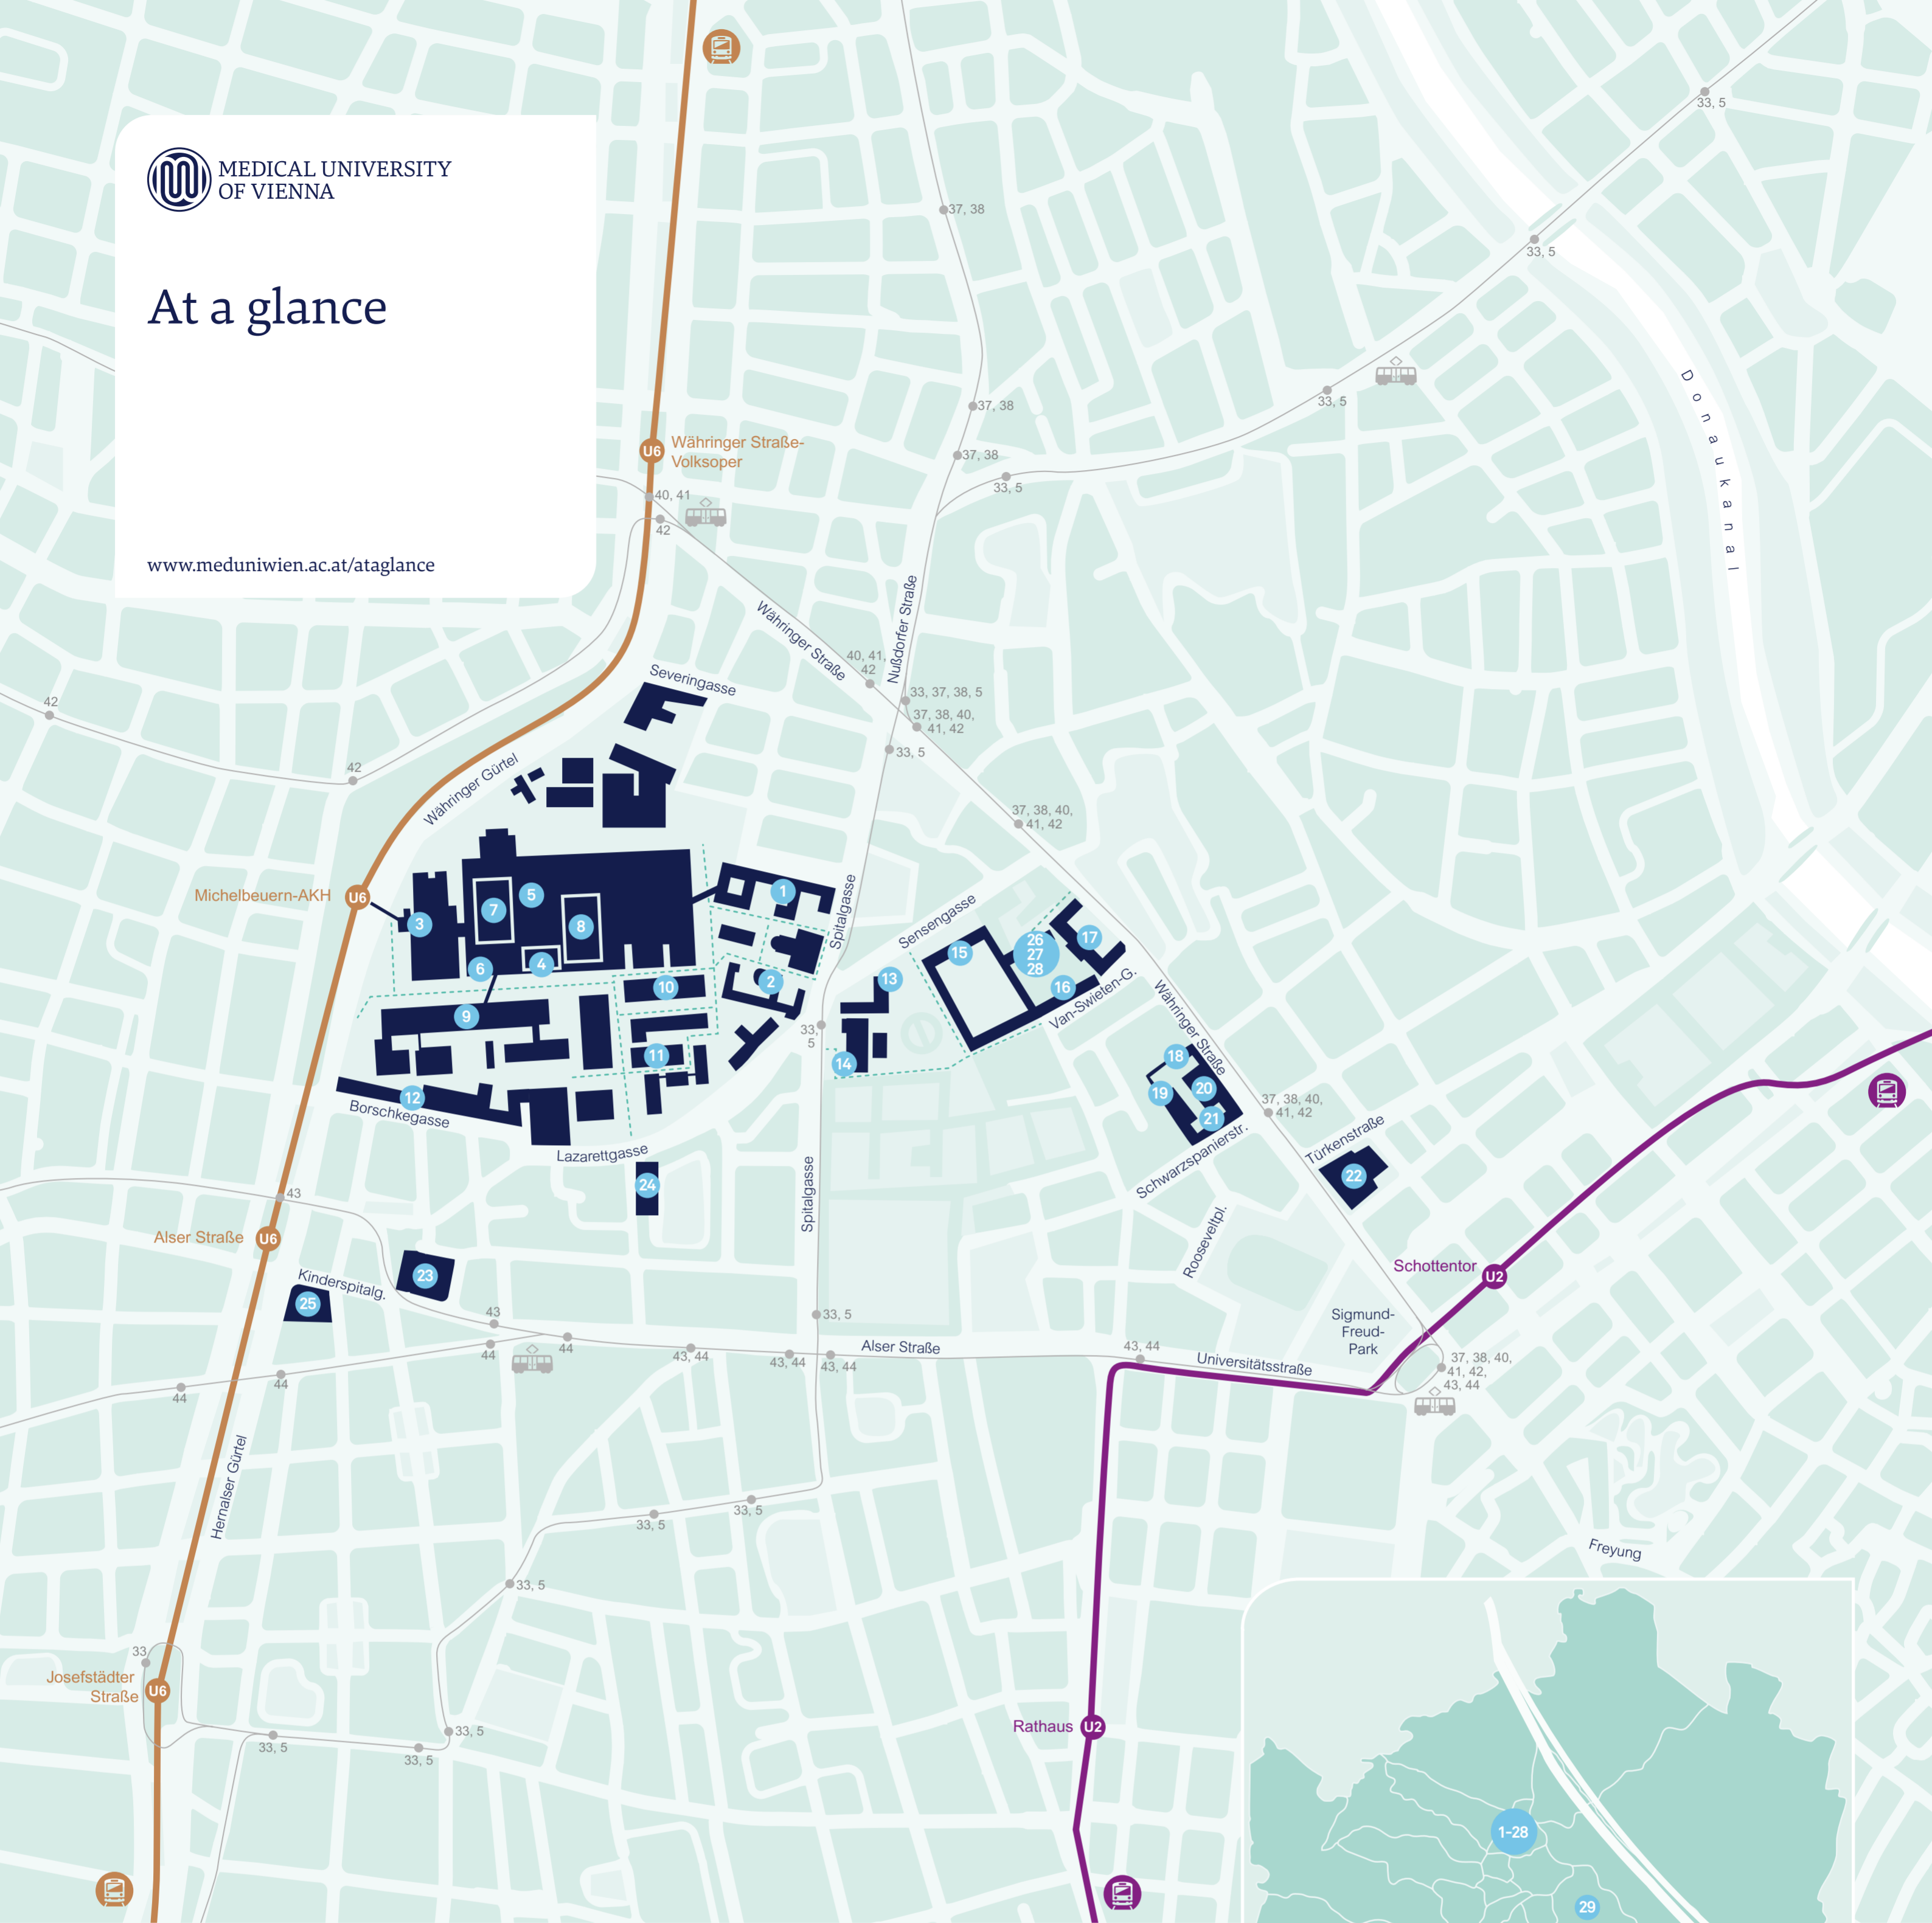 MEDICAL UNIVERSITY
OF VIENNA
At a glance
www.meduniwien.ac.at/ataglance
33, 5
37, 38
33, 5
Donaukanal
33, 5
37, 38
37, 38
33, 5
U6
Währinger Straße-
Volksoper
40, 41
42
Währinger Straße
Nußdorfer Straße
40, 41,
42
33, 37, 38, 5
37, 38, 40,
41, 42
33, 5
Severingasse
42
42
Währinger Gürtel
37, 38, 40,
41, 42
Michelbeuern-AKH
U6
3
7
5
8
6
4
1
2
Spitalgasse
Sensengasse
15
26
27
28
17
16
Van-Swieten-G.
13
14
10
9
11
12
33,
5
Borschkegasse
Lazarettgasse
24
Währinger Straße
18
19
20
21
Schwarzspanierstr.
37, 38, 40,
41, 42
Türkenstraße
22
Spitalgasse
Rooseveltpl.
43
Alser Straße
U6
Kinderspitalg.
23
25
Schottentor
U2
Sigmund-
Freud-
Park
43
44
44
43, 44
43, 44
43, 44
33, 5
Alser Straße
43, 44
Universitätsstraße
37, 38, 40,
41, 42,
43, 44
44
44
Hernalser Gürtel
33, 5
33, 5
33, 5
Freyung
33
Josefstädter
Straße
U6
33, 5
33, 5
33, 5
Rathaus
U2
1-28
29